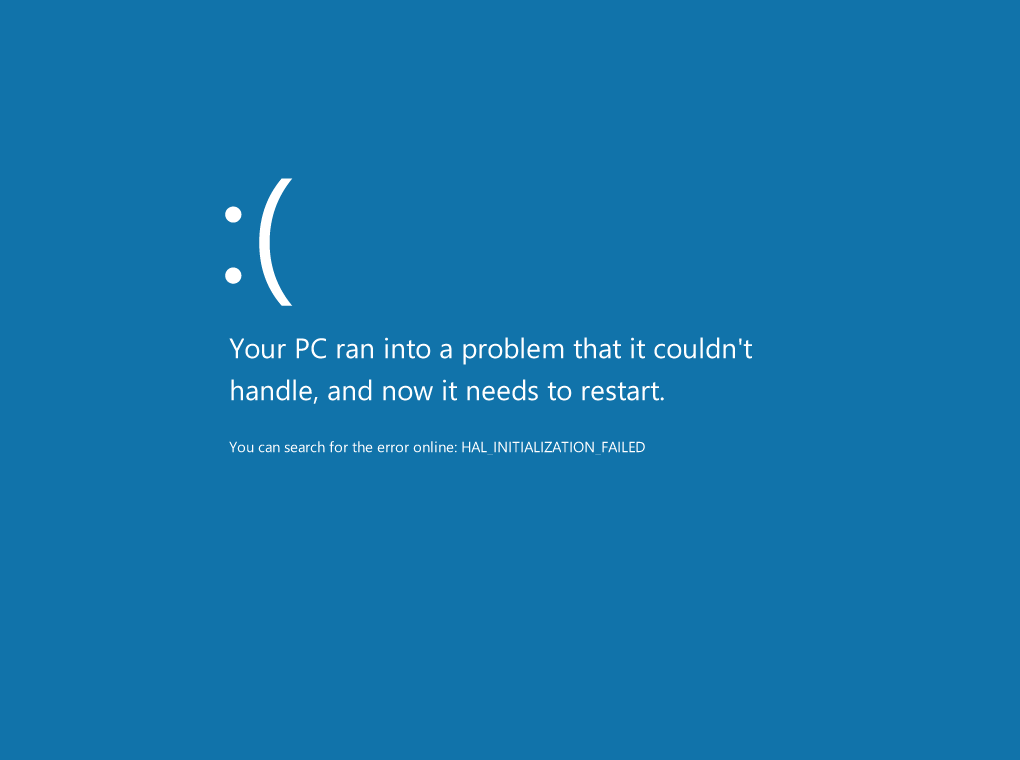 :(
Your PC ran into a problem that it couldn't
handle, and now it needs to restart.
You can search for the error online: HAL_INITIALIZATION_FAILED